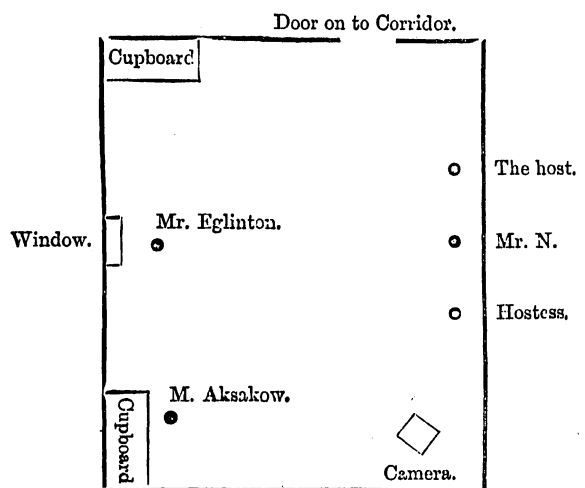 Door on to Corridor.
Cupboard
The host.
Mr. Eglinton.
Window.
Mr. N.
Hostess.
M. Aksakow.
Cupboard
Camera.